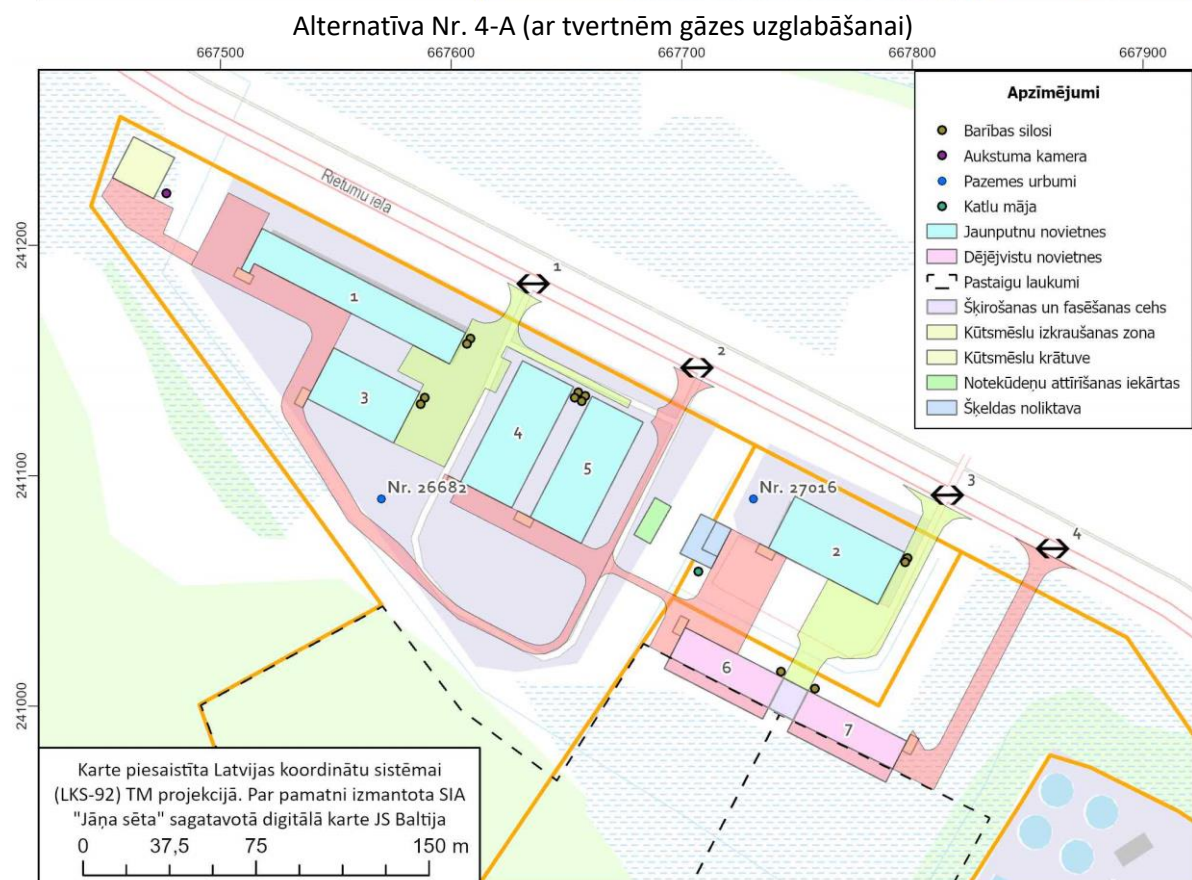 Alternatīva Nr. 4-A (ar tvertnēm gāzes uzglabāšanai)
667500 667600 667700 667800 667900
Apzīmējumi
Barības silosi
Aukstuma kamera
Pazemes urbumi
Katlu māja
Jaunputnu novietnes
Dējējvistu novietnes
Pastaigu laukumi
Šķirošanas un fasēšanas cehs
Kūtsmēslu izkraušanas zona
Kūtsmēslu krātuve
Notekūdeņu attīrīšanas iekārtas
Šķeldas noliktava
Rietumu iela
241200
241100
241000
1
2
3
4
1
3
4
5
2
6
7
Nr. 26682
Nr. 27016
Karte piesaistīta Latvijas koordinātu sistēmai
(LKS-92) TM projekcijā. Par pamatni izmantota SIA
"Jāņa sēta" sagatavotā digitālā karte JS Baltija
0 37,5 75 150 m